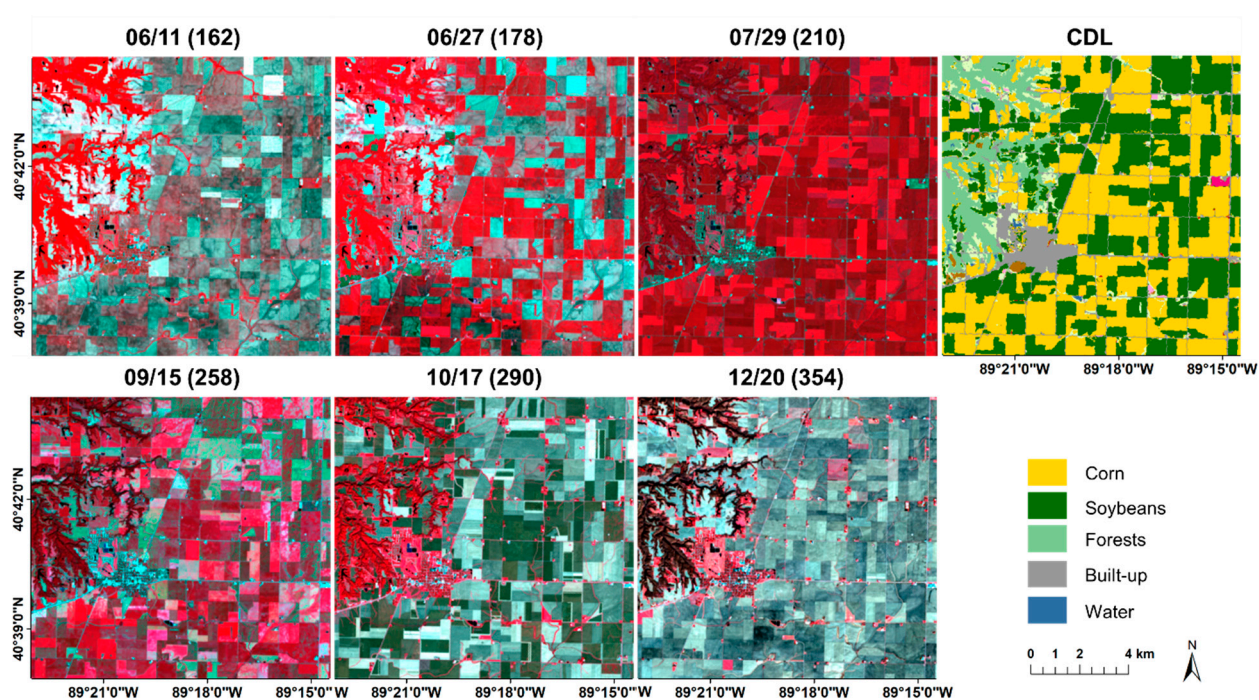 06/11 (162)
06/27 (178)
07/29 (210)
CDL
40°42'0"N
40°39'0"N
89°21'0"W
89°18'0"W
89°15'0"W
09/15 (258)
10/17 (290)
12/20 (354)
40°42'0"N
40°39'0"N
Corn
Soybeans
Forests
Built-up
Water
0 1 2 4 km
N
89°21'0"W
89°18'0"W
89°15'0"W
89°21'0"W
89°18'0"W
89°15'0"W
89°21'0"W
89°18'0"W
89°15'0"W